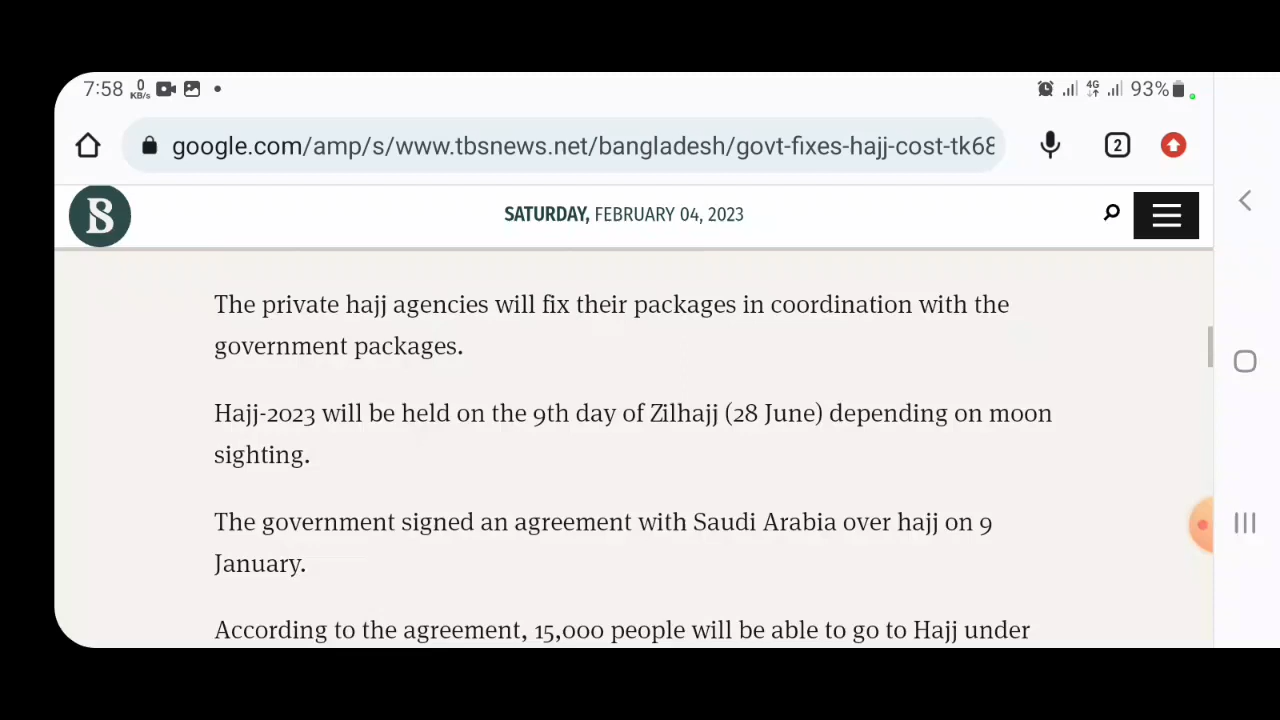 7:58 0 KB/s 4G 93%
google.com/amp/s/www.tbsnews.net/bangladesh/govt-fixes-hajj-cost-tk68
2
B
SATURDAY, FEBRUARY 04, 2023
The private hajj agencies will fix their packages in coordination with the
government packages.
Hajj-2023 will be held on the 9th day of Zilhajj (28 June) depending on moon
sighting.
The government signed an agreement with Saudi Arabia over hajj on 9
January.
According to the agreement, 15,000 people will be able to go to Hajj under